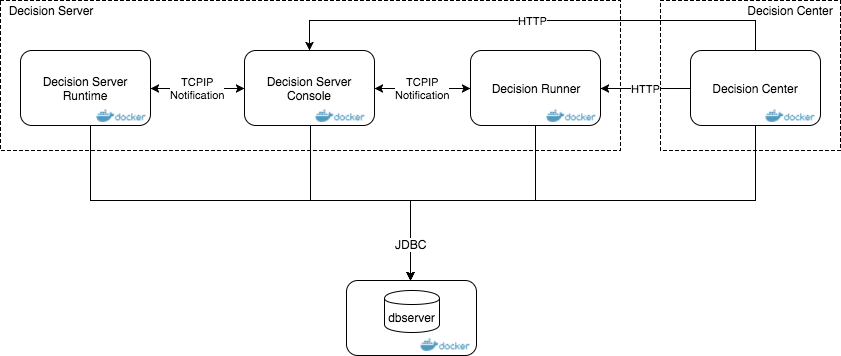 Decision Server
Decision Center
HTTP
Decision Server
Runtime
docker
TCPIP
Notification
Decision Server
Console
docker
TCPIP
Notification
Decision Runner
docker
HTTP
Decision Center
docker
JDBC
dbserver
docker